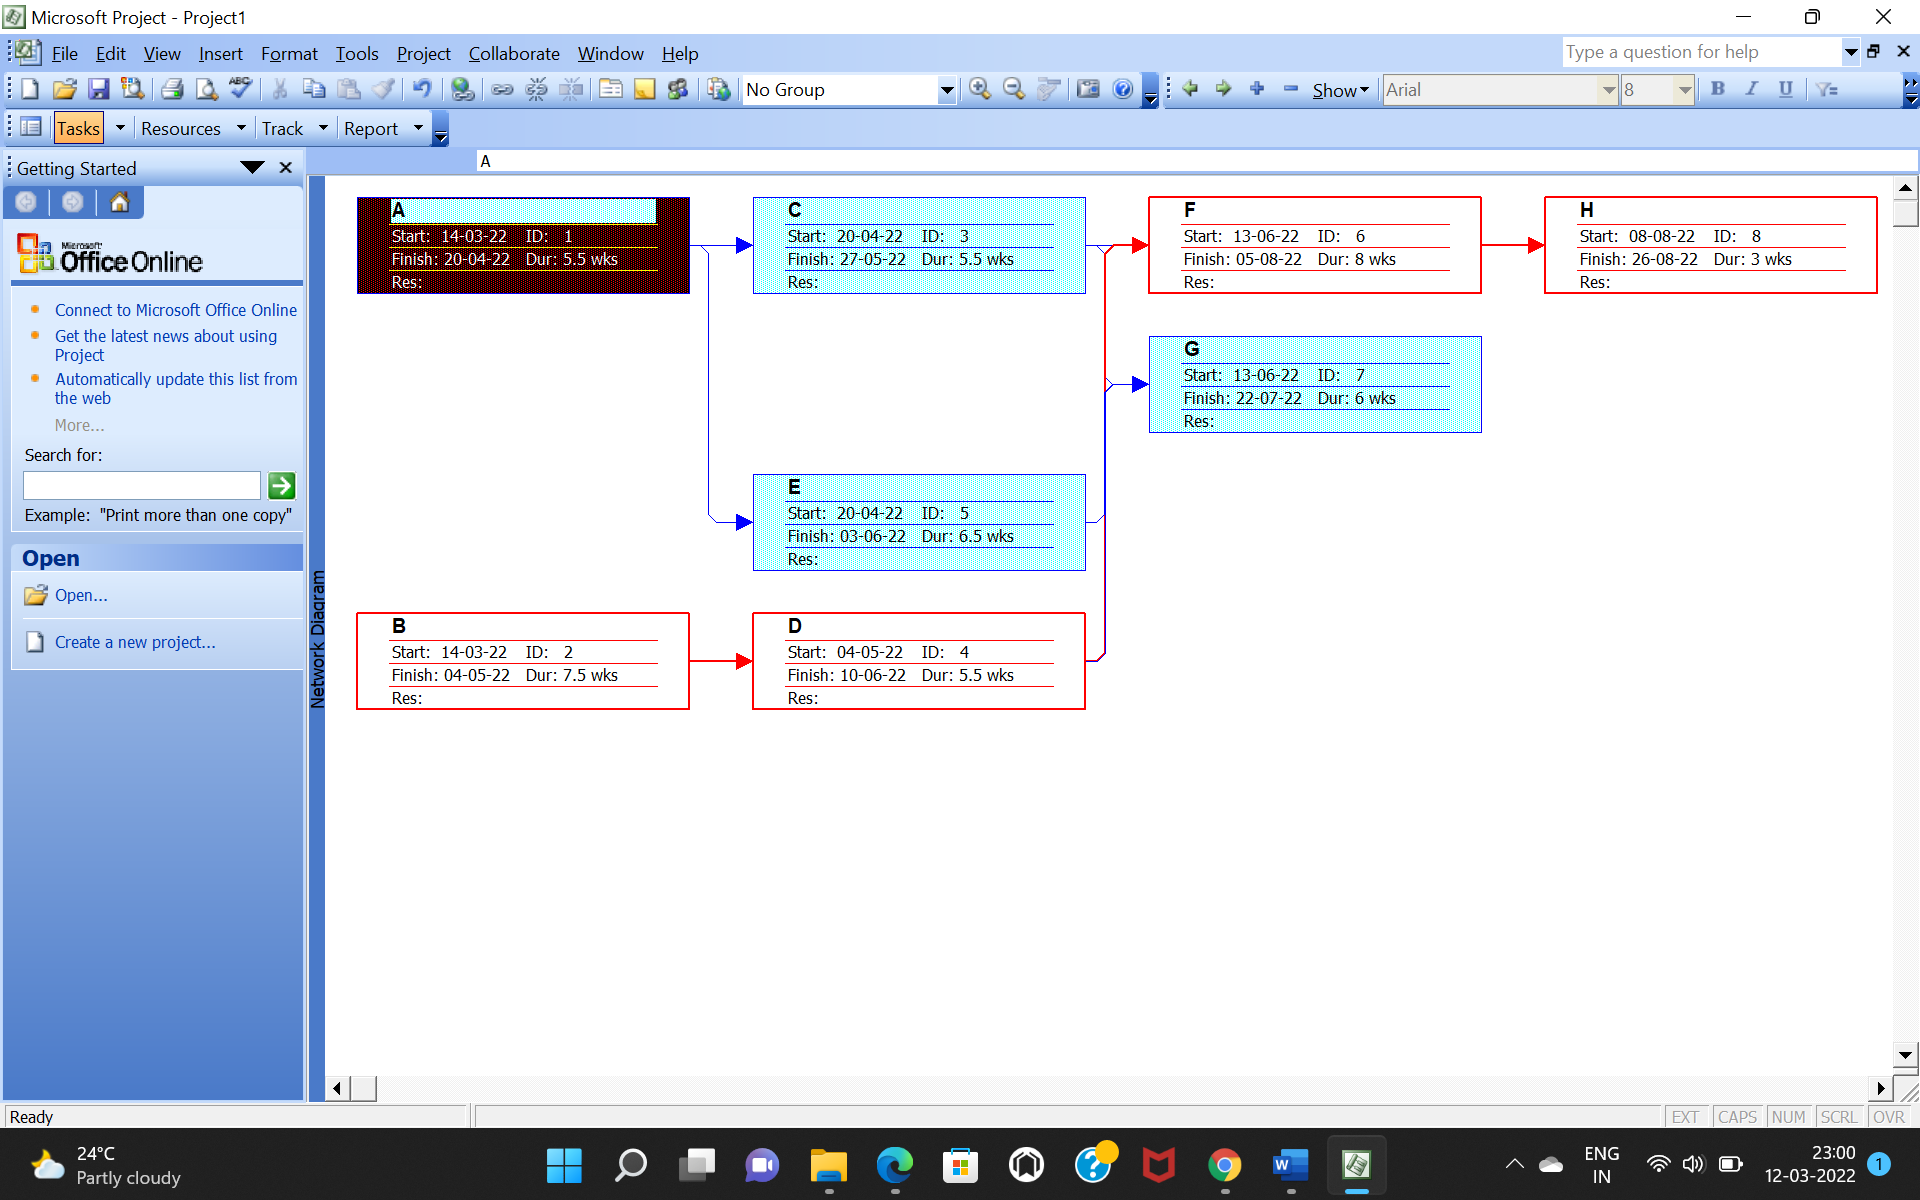 Microsoft Project - Project1
File Edit View Insert Format Tools Project Collaborate Window Help
Type a question for help
No Group
Show
Arial
8
B I U
Tasks Resources Track Report
Getting Started
A
Microsoft
Office Online
Connect to Microsoft Office Online
Get the latest news about using
Project
Automatically update this list from
the web
More...
Search for:
Example: "Print more than one copy"
Open
Open...
Create a new project...
Network Diagram
A
Start: 14-03-22 ID: 1
Finish: 20-04-22 Dur: 5.5 wks
Res:
C
Start: 20-04-22 ID: 3
Finish: 27-05-22 Dur: 5.5 wks
Res:
F
Start: 13-06-22 ID: 6
Finish: 05-08-22 Dur: 8 wks
Res:
H
Start: 08-08-22 ID: 8
Finish: 26-08-22 Dur: 3 wks
Res:
G
Start: 13-06-22 ID: 7
Finish: 22-07-22 Dur: 6 wks
Res:
E
Start: 20-04-22 ID: 5
Finish: 03-06-22 Dur: 6.5 wks
Res:
B
Start: 14-03-22 ID: 2
Finish: 04-05-22 Dur: 7.5 wks
Res:
D
Start: 04-05-22 ID: 4
Finish: 10-06-22 Dur: 5.5 wks
Res:
Ready
EXT CAPS NUM SCRL OVR
24°C
Partly cloudy
ENG
IN
23:00
12-03-2022
1